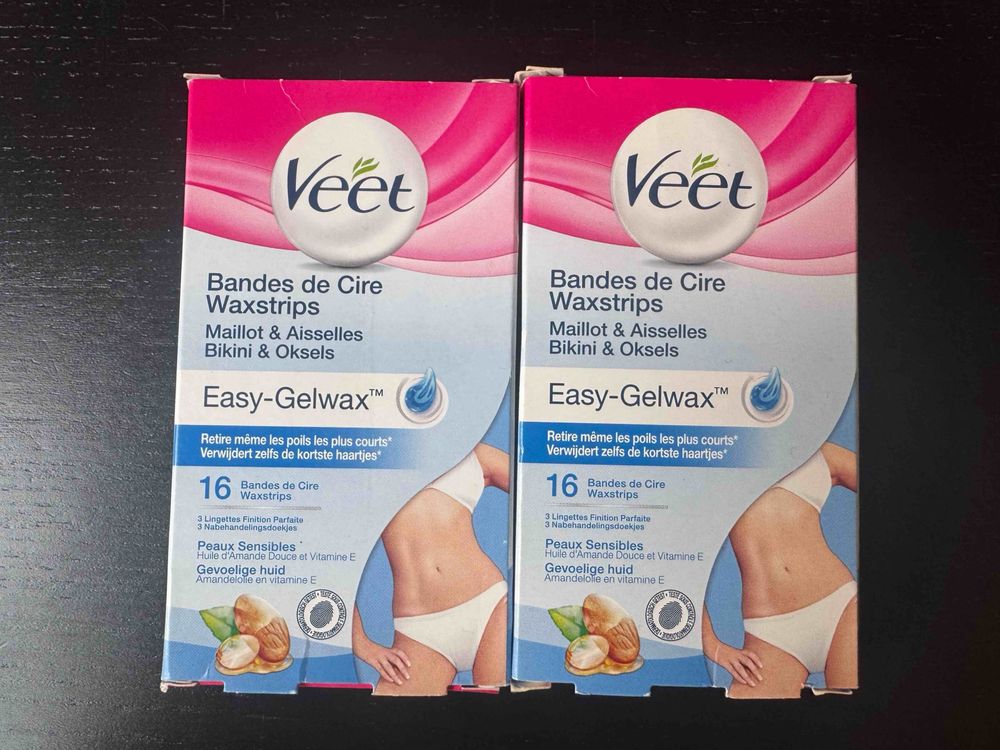 Veet
Bandes de Cire
Waxstrips
Maillot & Aisselles
Bikini & Oksels
Easy-Gelwax™
Retire même les poils les plus courts*
Verwijdert zelfs de kortste haartjes*
16 Bandes de Cire
Waxstrips
3 Lingettes Finition Parfaite
3 Nabehandelingsdoekjes
Peaux Sensibles
Huile d'Amande Douce et Vitamine E
Gevoelige huid
Amandelolie en vitamine E
Veet
Bandes de Cire
Waxstrips
Maillot & Aisselles
Bikini & Oksels
Easy-Gelwax™
Retire même les poils les plus courts*
Verwijdert zelfs de kortste haartjes*
16 Bandes de Cire
Waxstrips
3 Lingettes Finition Parfaite
3 Nabehandelingsdoekjes
Peaux Sensibles
Huile d'Amande Douce et Vitamine E
Gevoelige huid
Amandelolie en vitamine E